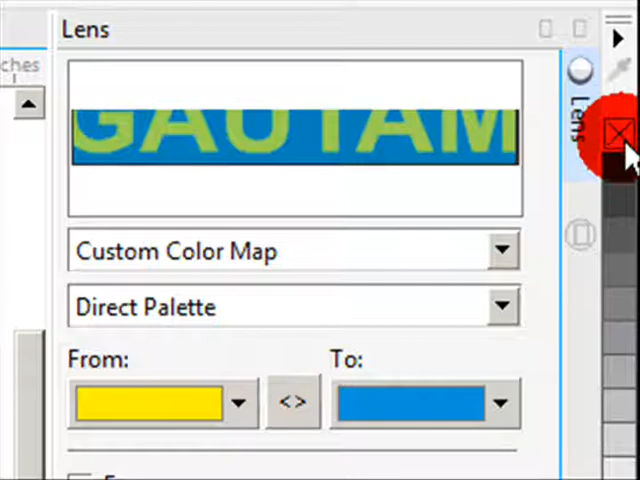 Lens
ches
GAUTAM
Lens
Custom Color Map
Direct Palette
From:
To:
<>